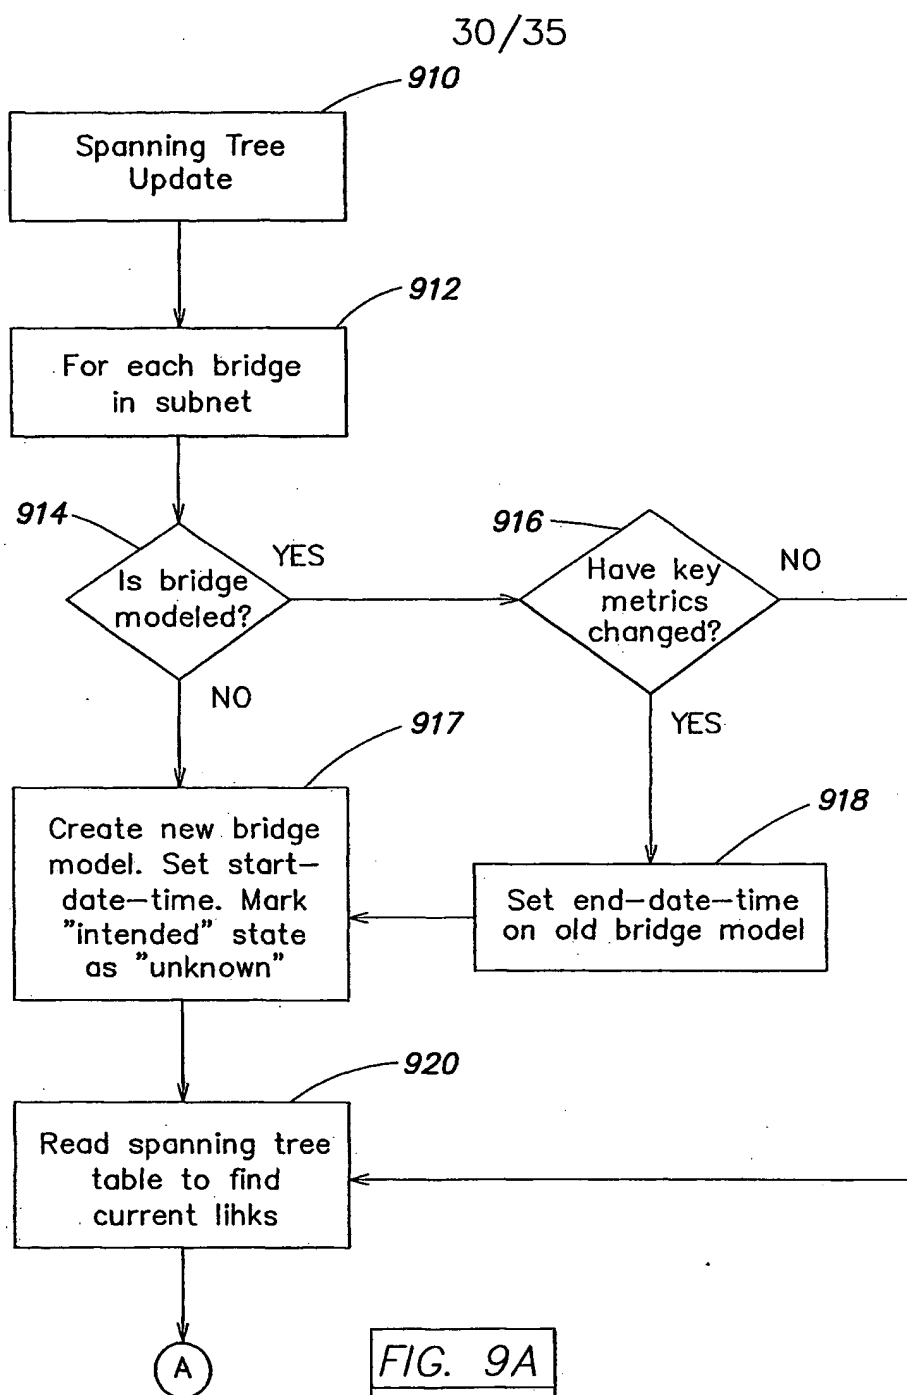 30/35
910
Spanning Tree
Update
912
For each bridge
in subnet
914
Is bridge
modeled?
YES
NO
916
Have key
metrics
changed?
NO
YES
917
Create new bridge
model. Set start-
date-time. Mark
"intended" state
as "unknown"
918
Set end-date-time
on old bridge model
920
Read spanning tree
table to find
current lihks
A
FIG. 9A